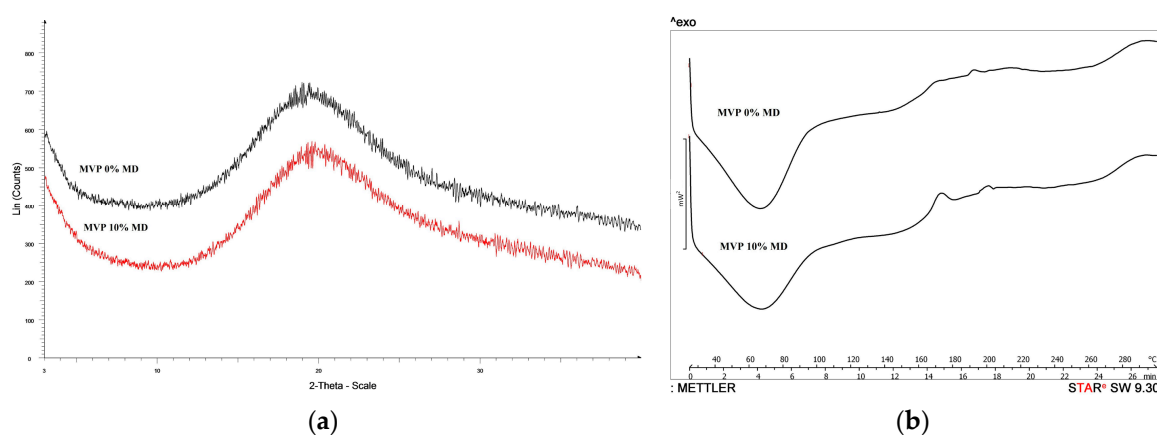 800
700
600
500
400
300
200
100
0
Lin (Counts)
MVP 0% MD
MVP 10% MD
3 10 20 30
2-Theta - Scale
(a)
^exo
MVP 0% MD
mW²
MVP 10% MD
40 60 80 100 120 140 160 180 200 220 240 260 280 °C
0 2 4 6 8 10 12 14 16 18 20 22 24 26 min
: METTLER
STARᵉ SW 9.30
(b)